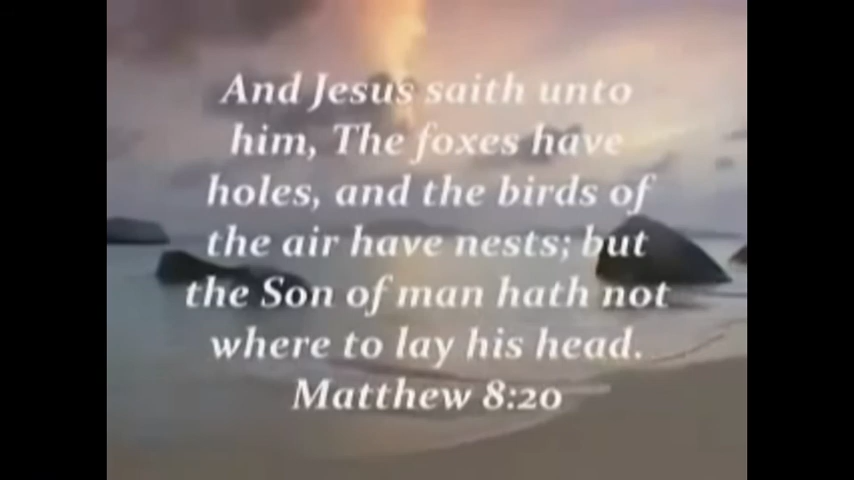 And Jesus saith unto
him, The foxes have
holes, and the birds of
the air have nests; but
the Son of man hath not
where to lay his head.
Matthew 8:20